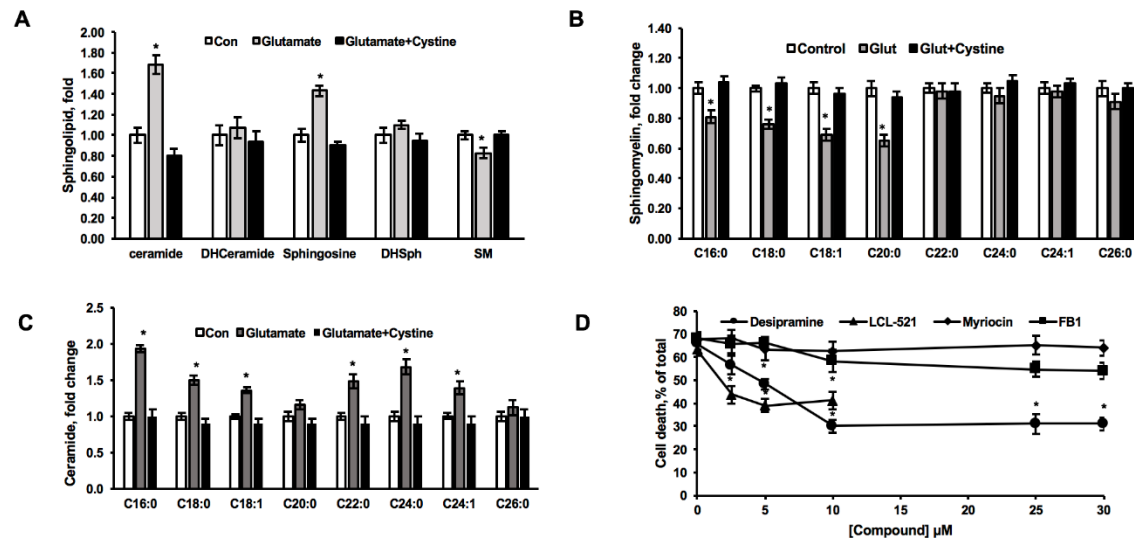 A
Con Glutamate Glutamate+Cystine
Sphingolipid, fold
2.00
1.80
1.60
1.40
1.20
1.00
0.80
0.60
0.40
0.20
0.00
* * *
ceramide DHCeramide Sphingosine DHSph SM
B
Control Glut Glut+Cystine
Sphingomyelin, fold change
1.40
1.20
1.00
0.80
0.60
0.40
0.20
0.00
* * * *
C16:0 C18:0 C18:1 C20:0 C22:0 C24:0 C24:1 C26:0
C
Con Glutamate Glutamate+Cystine
Ceramide, fold change
2.5
2.0
1.5
1.0
0.5
0.0
* * * * * *
C16:0 C18:0 C18:1 C20:0 C22:0 C24:0 C24:1 C26:0
D
Desipramine LCL-521 Myriocin FB1
Cell death,% of total
80
70
60
50
40
30
20
10
0
* * * * * * *
0 5 10 15 20 25 30
[Compound] µM